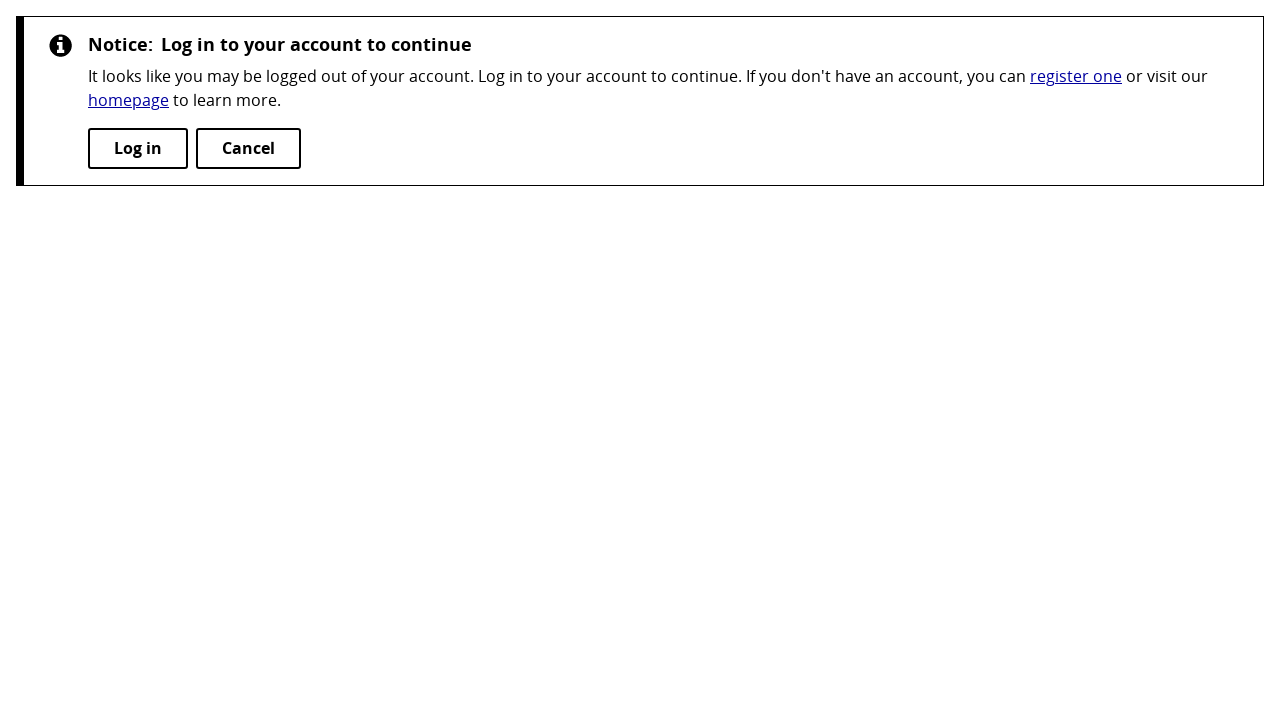 Notice: Log in to your account to continue
It looks like you may be logged out of your account. Log in to your account to continue. If you don't have an account, you can register one or visit our
homepage to learn more.
Log in Cancel